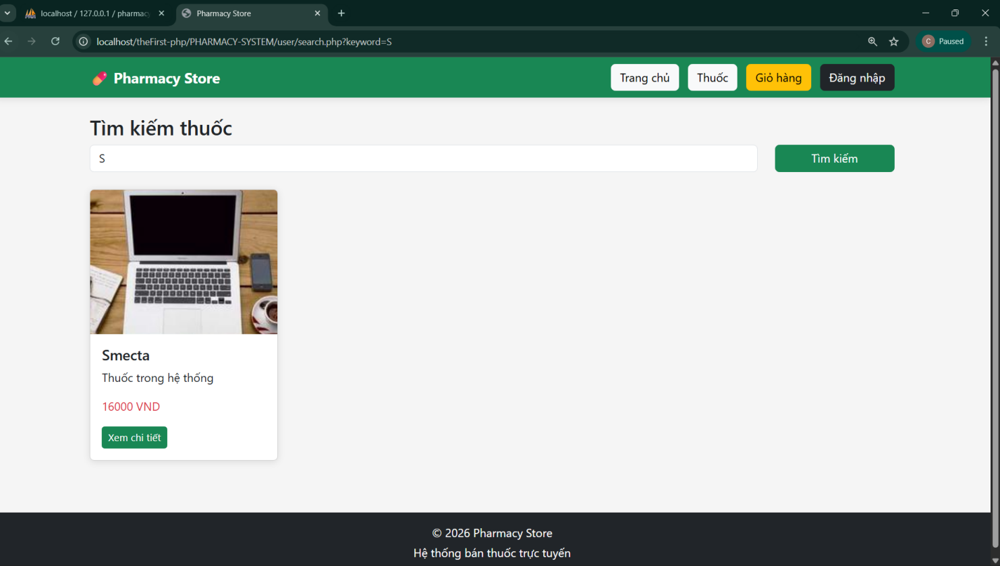 localhost / 127.0.0.1 / pharmac
Pharmacy Store
localhost/theFirst-php/PHARMACY-SYSTEM/user/search.php?keyword=S
C
Paused
Pharmacy Store
Trang chủ
Thuốc
Giỏ hàng
Đăng nhập
Tìm kiếm thuốc
S
Tìm kiếm
Smecta
Thuốc trong hệ thống
16000 VND
Xem chi tiết
© 2026 Pharmacy Store
Hệ thống bán thuốc trực tuyến